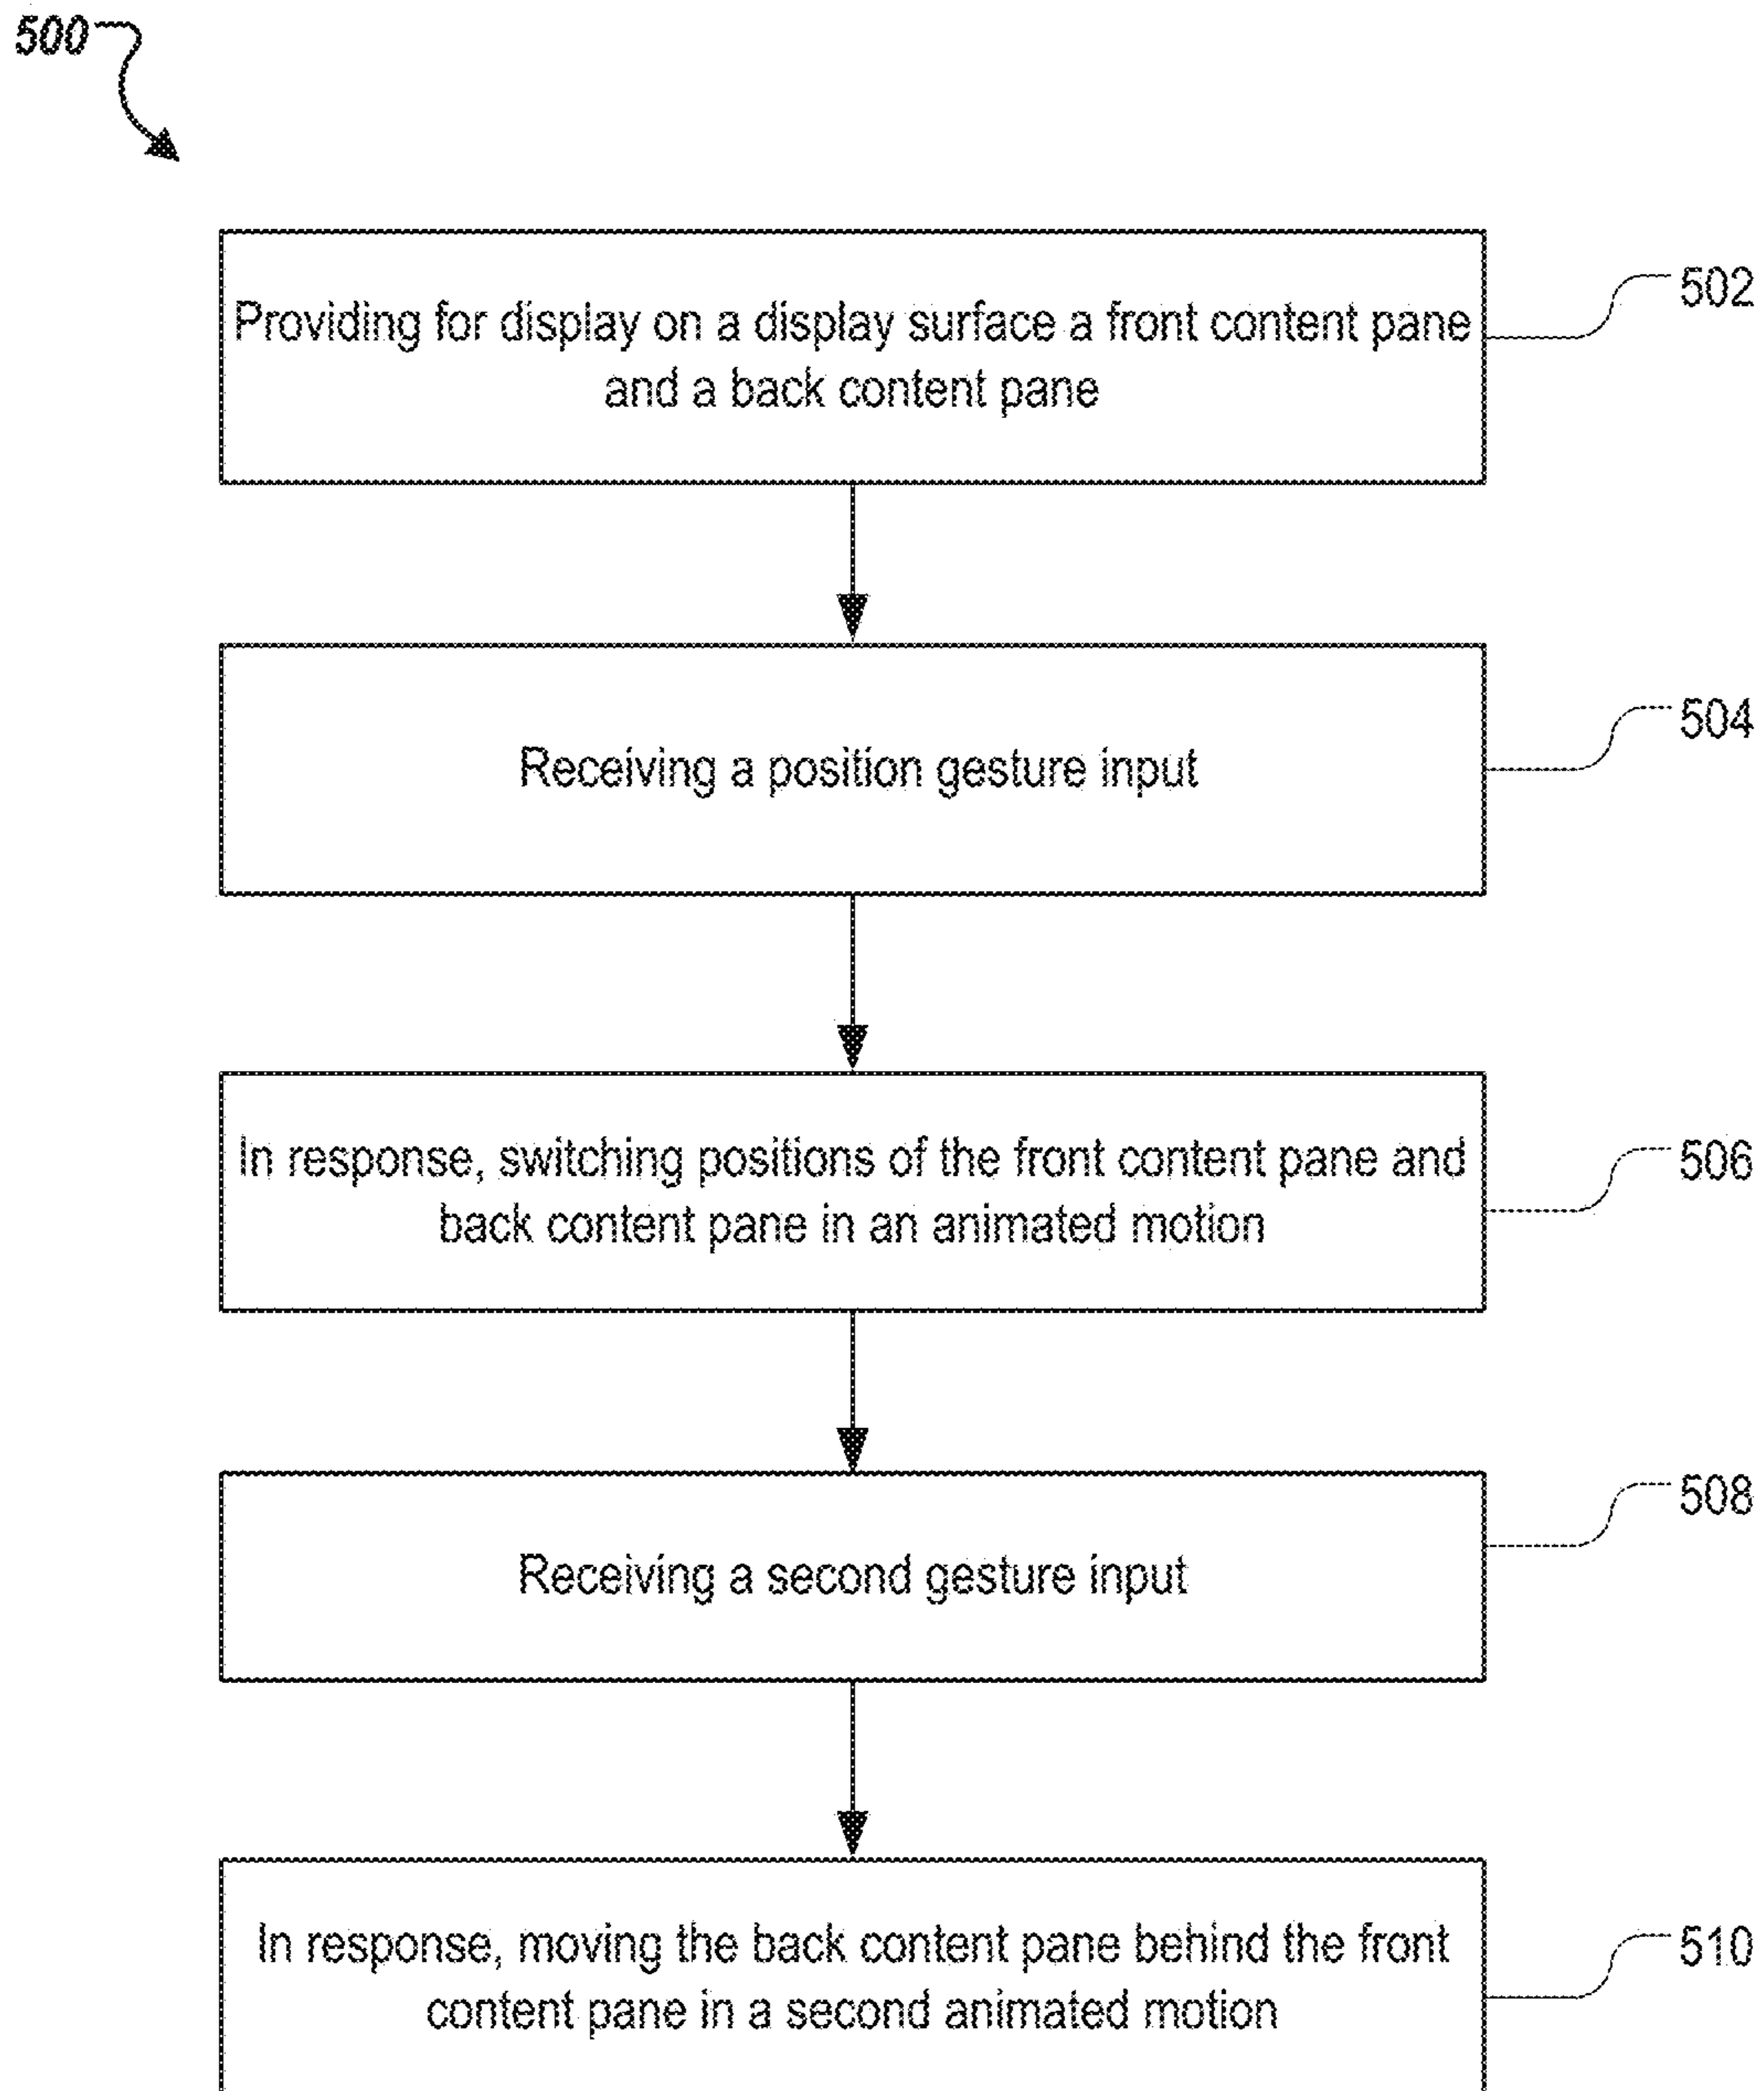 500
Providing for display on a display surface a front content pane
and a back content pane
502
Receiving a position gesture input
504
In response, switching positions of the front content pane and
back content pane in an animated motion
506
Receiving a second gesture input
508
In response, moving the back content pane behind the front
content pane in a second animated motion
510